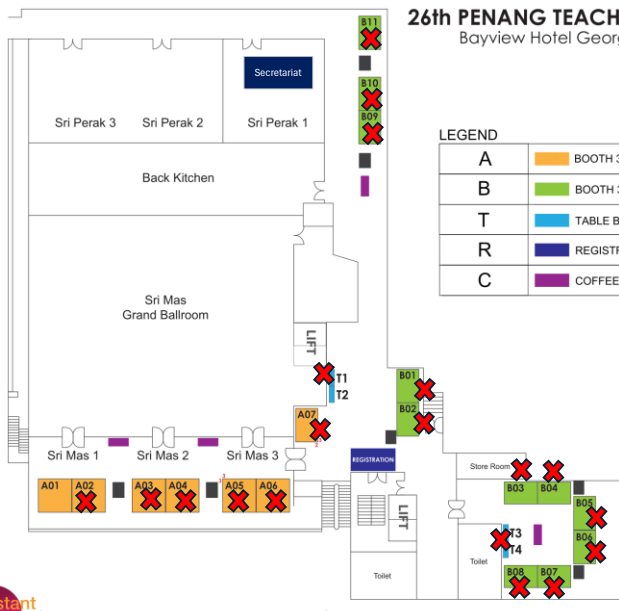 26th PENANG TEACH
Bayview Hotel Georg
B11
Secretariat
B10
B09
Sri Perak 3
Sri Perak 2
Sri Perak 1
LEGEND
A
BOOTH 3
B
BOOTH 3
T
TABLE B
R
REGISTR
C
COFFEE
Back Kitchen
Sri Mas
Grand Ballroom
LIFT
T1
T2
B01
B02
A07
Sri Mas 1
Sri Mas 2
Sri Mas 3
REGISTRATION
Store Room
A01
A02
A03
A04
A05
A06
B03
B04
B05
B06
LIFT
T3
T4
Toilet
Toilet
B08
B07
stant